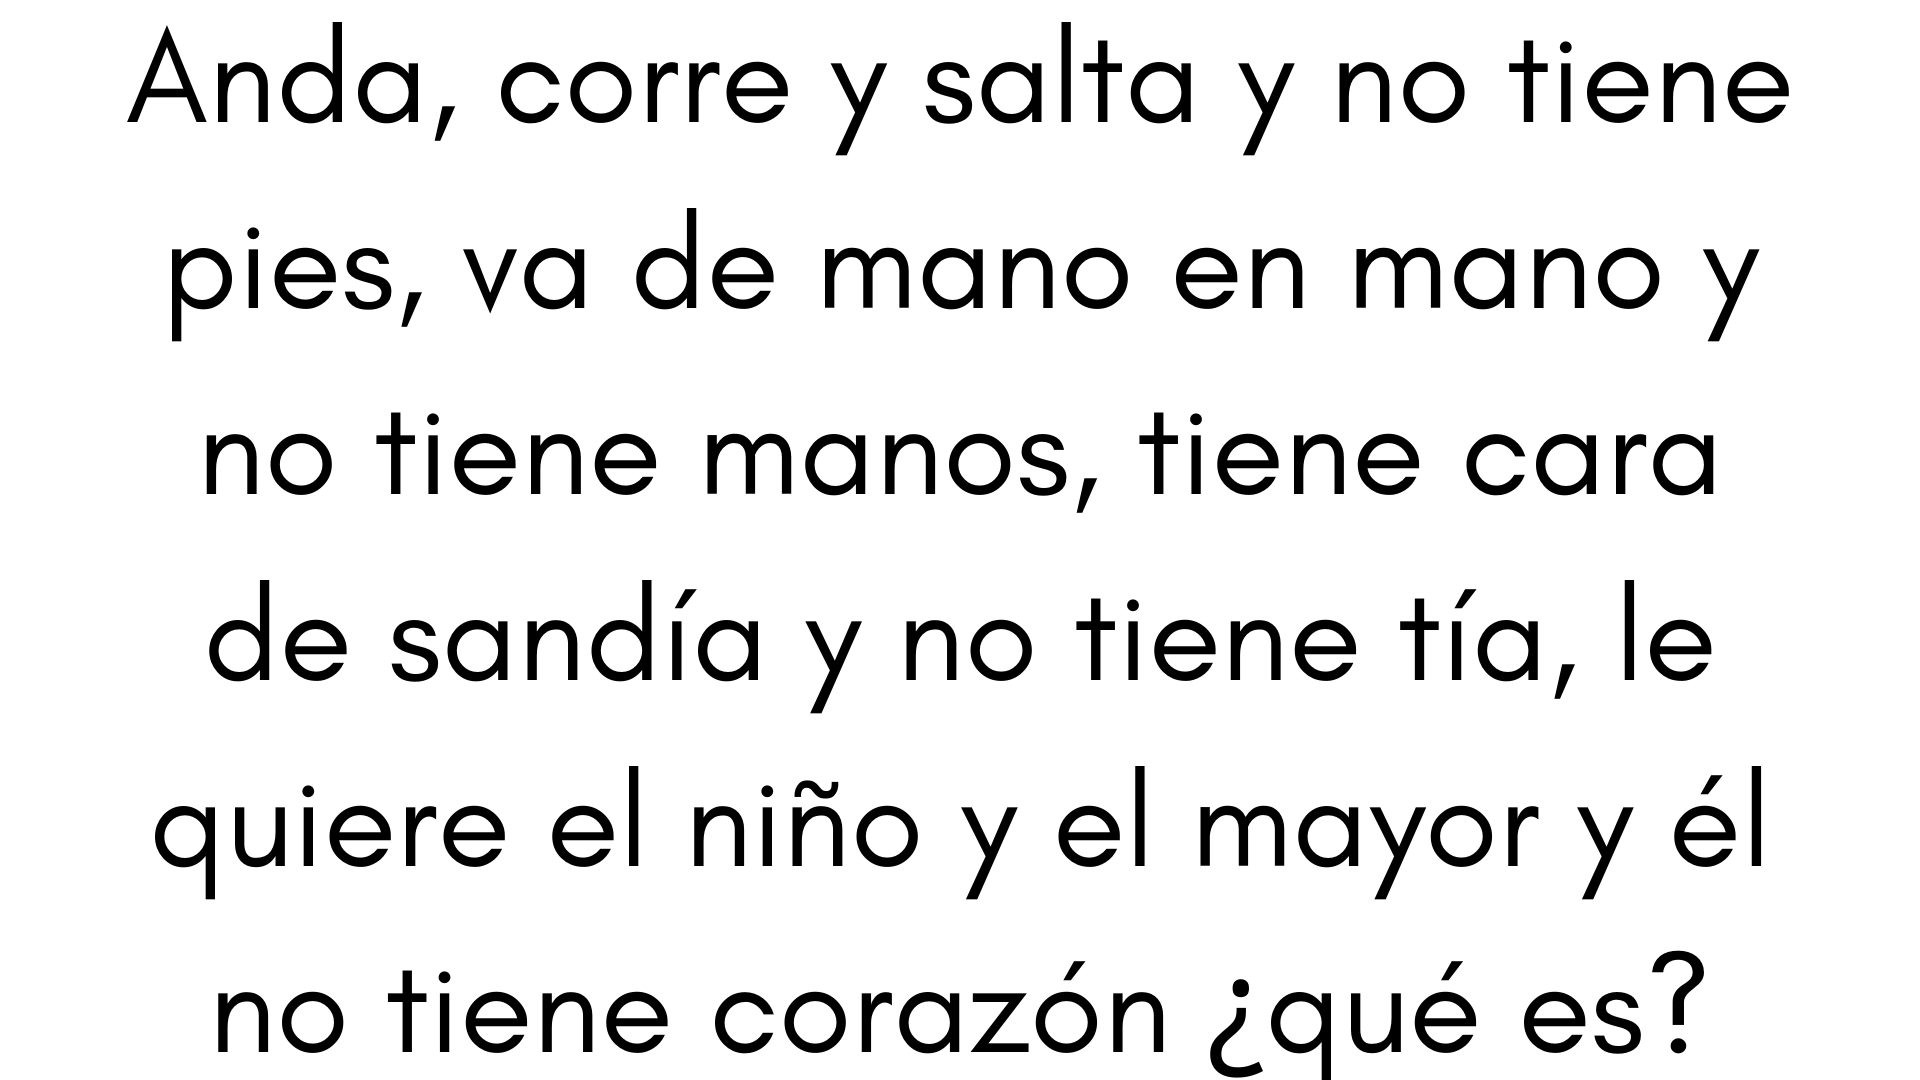 Anda, corre y salta y no tiene
pies, va de mano en mano y
no tiene manos, tiene cara
de sandía y no tiene tía, le
quiere el niño y el mayor y él
no tiene corazón ¿qué es?